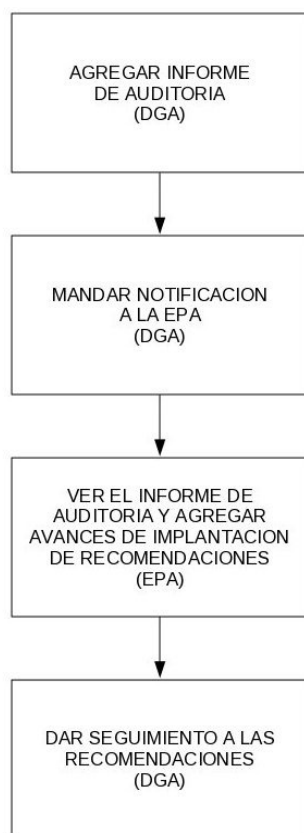 AGREGAR INFORME
DE AUDITORIA
(DGA)
MANDAR NOTIFICACION
A LA EPA
(DGA)
VER EL INFORME DE
AUDITORIA Y AGREGAR
AVANCES DE IMPLANTACION
DE RECOMENDACIONES
(EPA)
DAR SEGUIMIENTO A LAS
RECOMENDACIONES
(DGA)